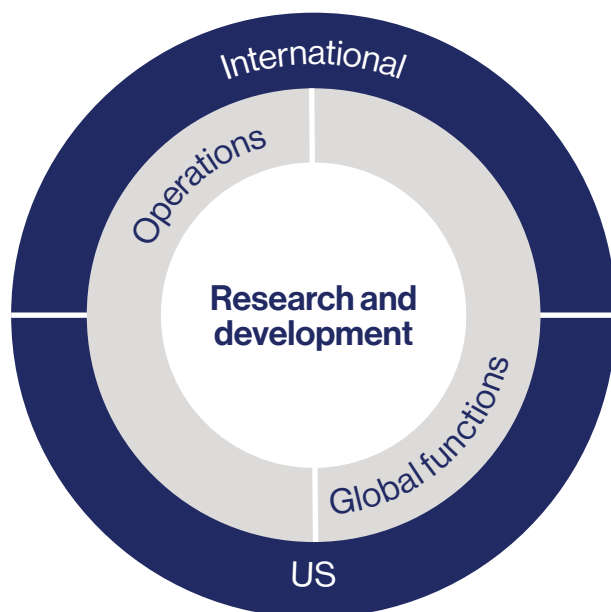 International
Operations
Research and
development
Global functions
US